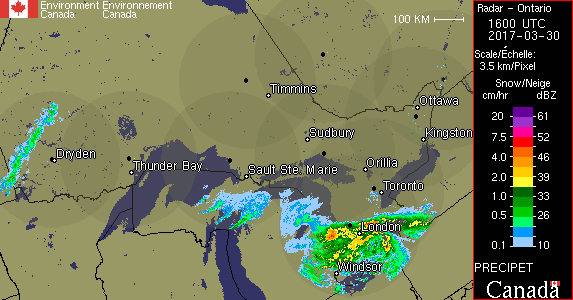 Environment Environnement
Canada Canada
100 KM
Timmins
Ottawa
Sudbury
Kingston
Dryden
Thunder Bay
Sault Ste. Marie
Orillia
Toronto
London
Windsor
Radar - Ontario
1600 UTC
2017-03-30
Scale/Échelle:
3.5 km/Pixel
Snow/Neige
cm/hr dBZ
20 61
7.5 52
4.0 46
2.0 39
1.0 33
0.5 26
0.1 10
PRECIPET
Canada